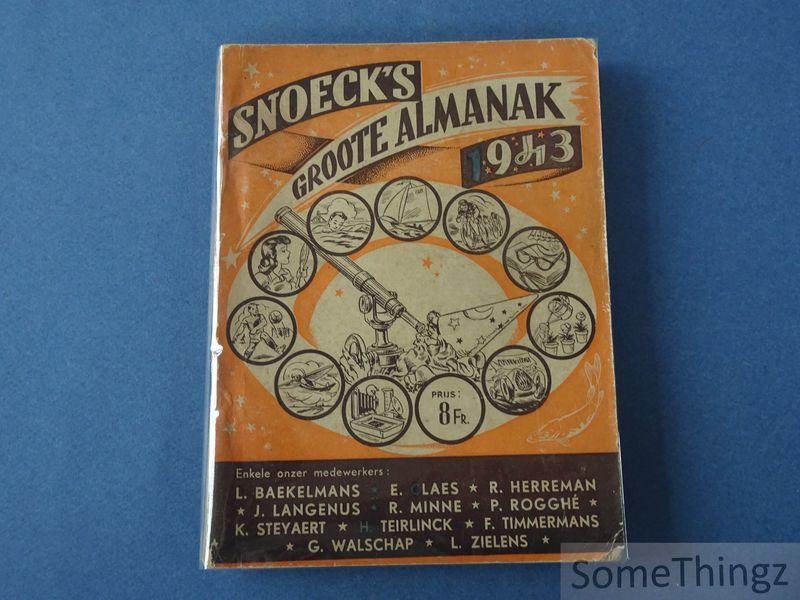 SNOECK'S
GROOTE ALMANAK
1943
PRIJS:
8 FR.
Enkele onzer medewerkers:
L. BAEKELMANS ★ E. CLAES ★ R. HERREMAN
★ J. LANGENUS ★ R. MINNE ★ P. ROGGHÉ ★
K. STEYAERT ★ H. TEIRLINCK ★ F. TIMMERMANS
★ G. WALSCHAP ★ L. ZIELENS ★
SomeThingz